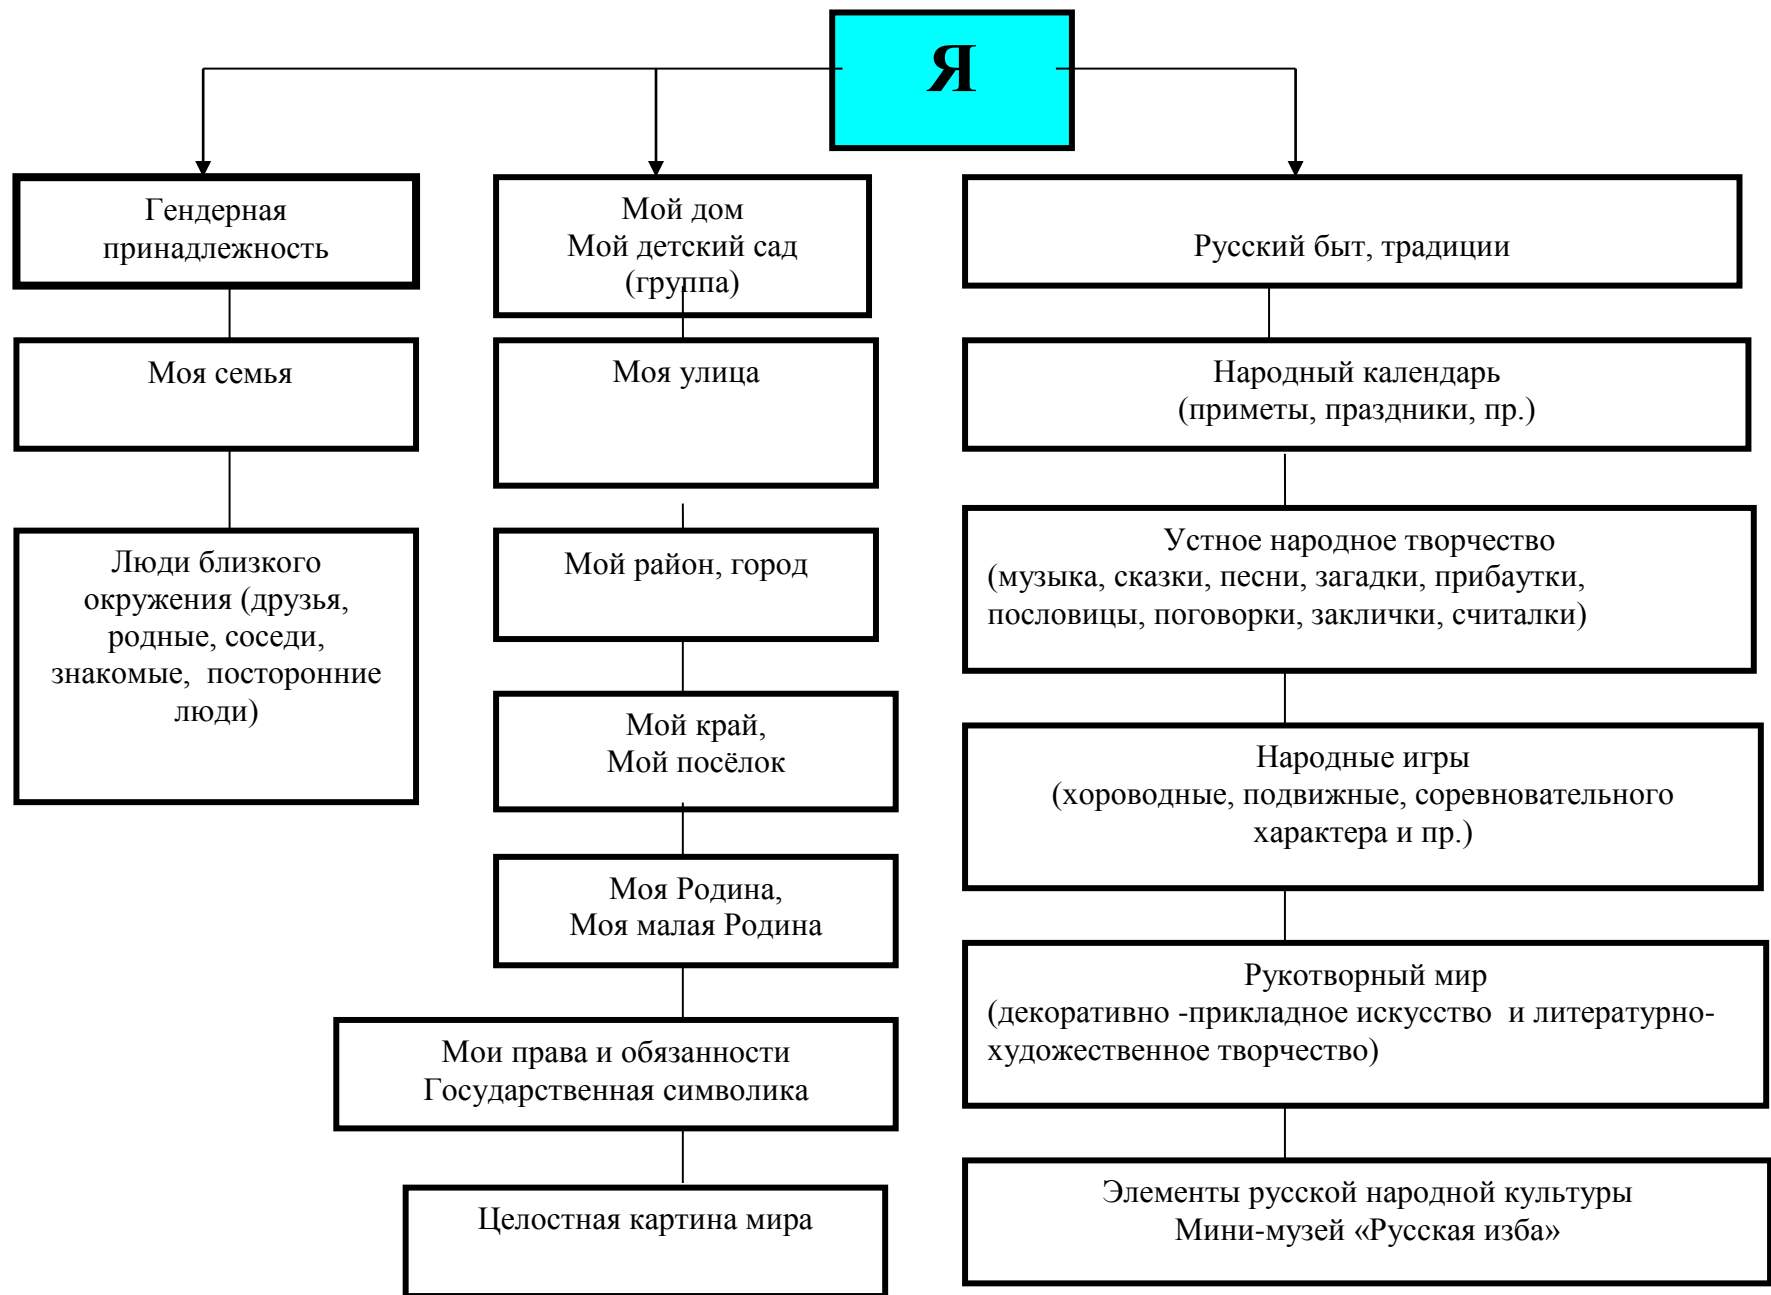 Я
Гендерная
принадлежность
Моя семья
Люди близкого
окружения (друзья,
родные, соседи,
знакомые,  посторонние
люди)
Мой дом
Мой детский сад
(группа)
Моя улица
Мой район, город
Мой край,
Мой посёлок
Моя Родина,
Моя малая Родина
Мои права и обязанности
Государственная символика
Целостная картина мира
Русский быт, традиции
Народный календарь
(приметы, праздники, пр.)
Устное народное творчество
(музыка, сказки, песни, загадки, прибаутки,
пословицы, поговорки, заклички, считалки)
Народные игры
(хороводные, подвижные, соревновательного
характера и пр.)
Рукотворный мир
(декоративно -прикладное искусство  и литературно-
художественное творчество)
Элементы русской народной культуры
Мини-музей «Русская изба»